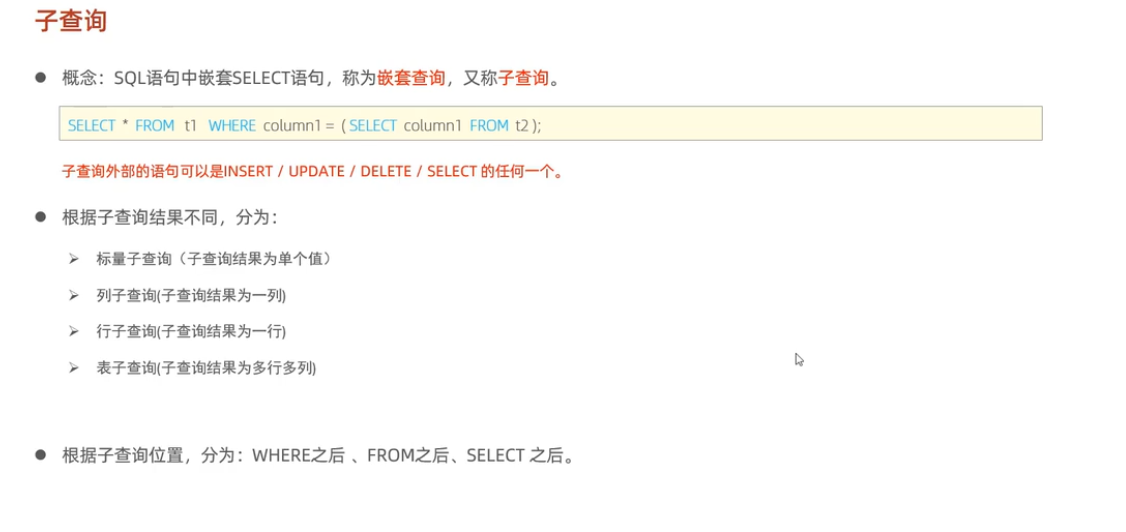 子查询
● 概念：SQL语句中嵌套SELECT语句，称为嵌套查询，又称子查询。
SELECT * FROM t1 WHERE column1 = ( SELECT column1 FROM t2 );
子查询外部的语句可以是INSERT / UPDATE / DELETE / SELECT 的任何一个。
● 根据子查询结果不同，分为：
➢ 标量子查询（子查询结果为单个值）
➢ 列子查询(子查询结果为一列)
➢ 行子查询(子查询结果为一行)
➢ 表子查询(子查询结果为多行多列)
● 根据子查询位置，分为：WHERE之后 、FROM之后、SELECT 之后。